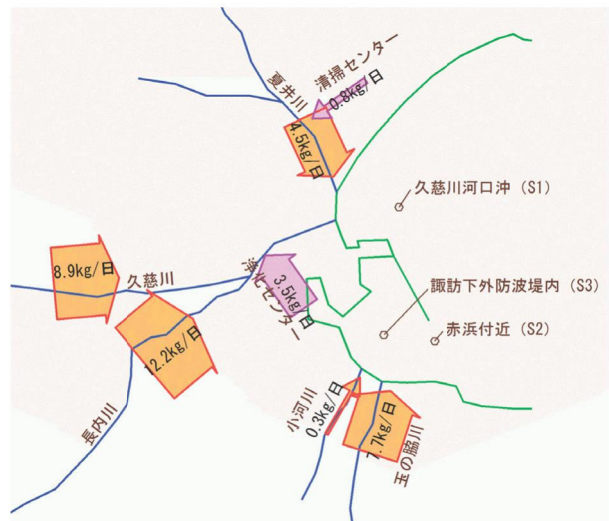 清掃センター
0.8kg/日
夏井川
4.5kg/日
久慈川河口沖（S1）
8.9kg/日
久慈川
浄化センター
3.5kg/日
諏訪下外防波堤内（S3）
赤浜付近（S2）
12.2kg/日
長内川
小河川
0.3kg/日
7.7kg/日
玉の脇川